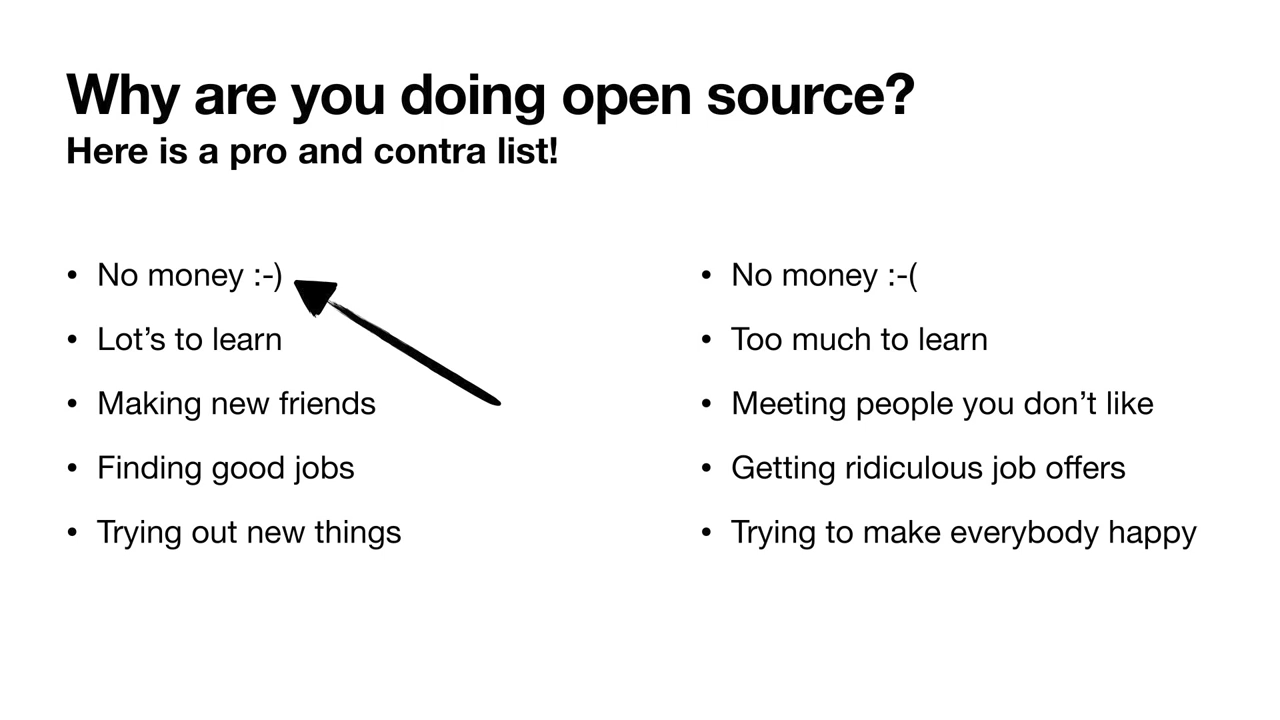 Why are you doing open source?
Here is a pro and contra list!
• No money :-)
• Lot’s to learn
• Making new friends
• Finding good jobs
• Trying out new things
• No money :-(
• Too much to learn
• Meeting people you don’t like
• Getting ridiculous job offers
• Trying to make everybody happy